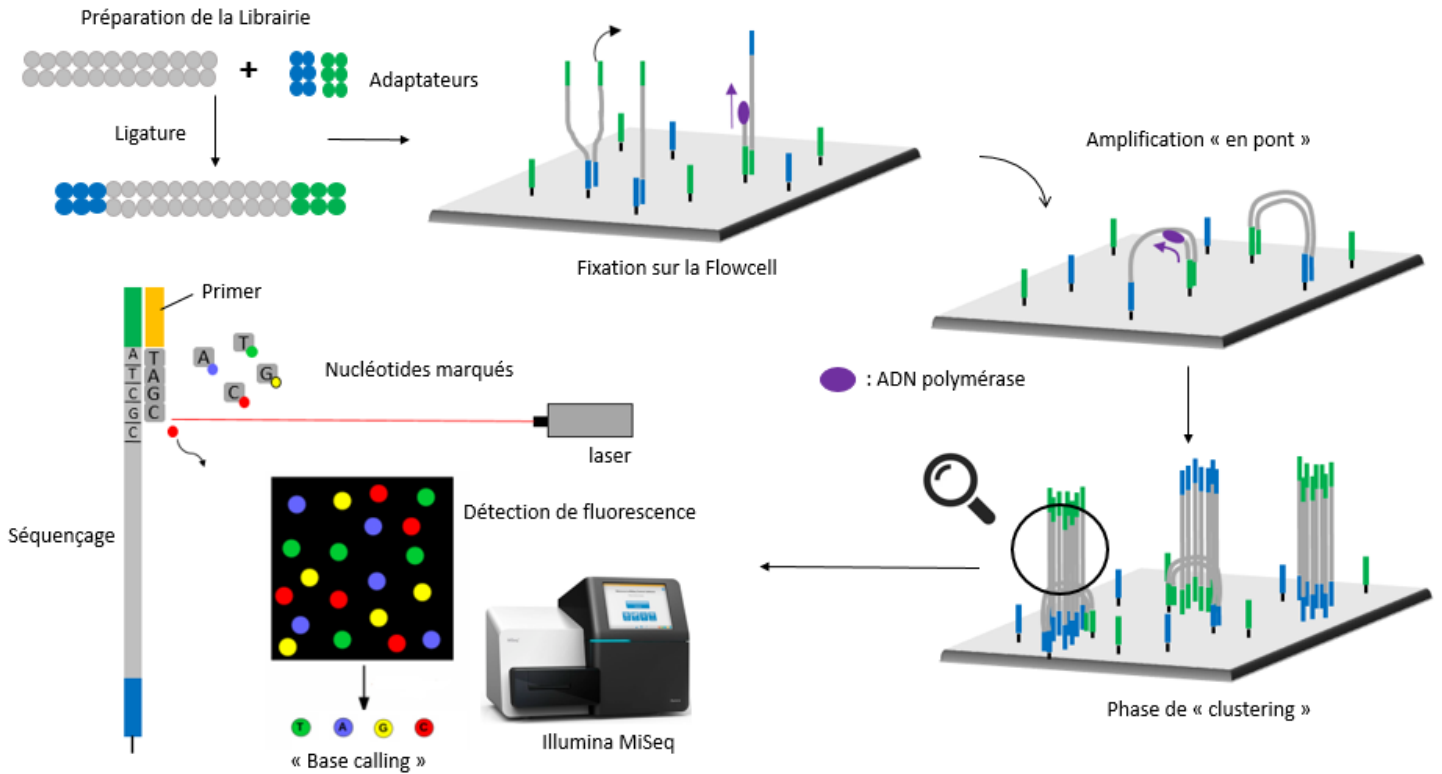 Préparation de la Librairie
+
Adaptateurs
Ligature
Fixation sur la Flowcell
Amplification « en pont »
: ADN polymérase
Phase de « clustering »
Primer
A T
T A
C G
G C
C
A
T
C
G
Nucléotides marqués
laser
Séquençage
Détection de fluorescence
T A G C
« Base calling »
Illumina MiSeq